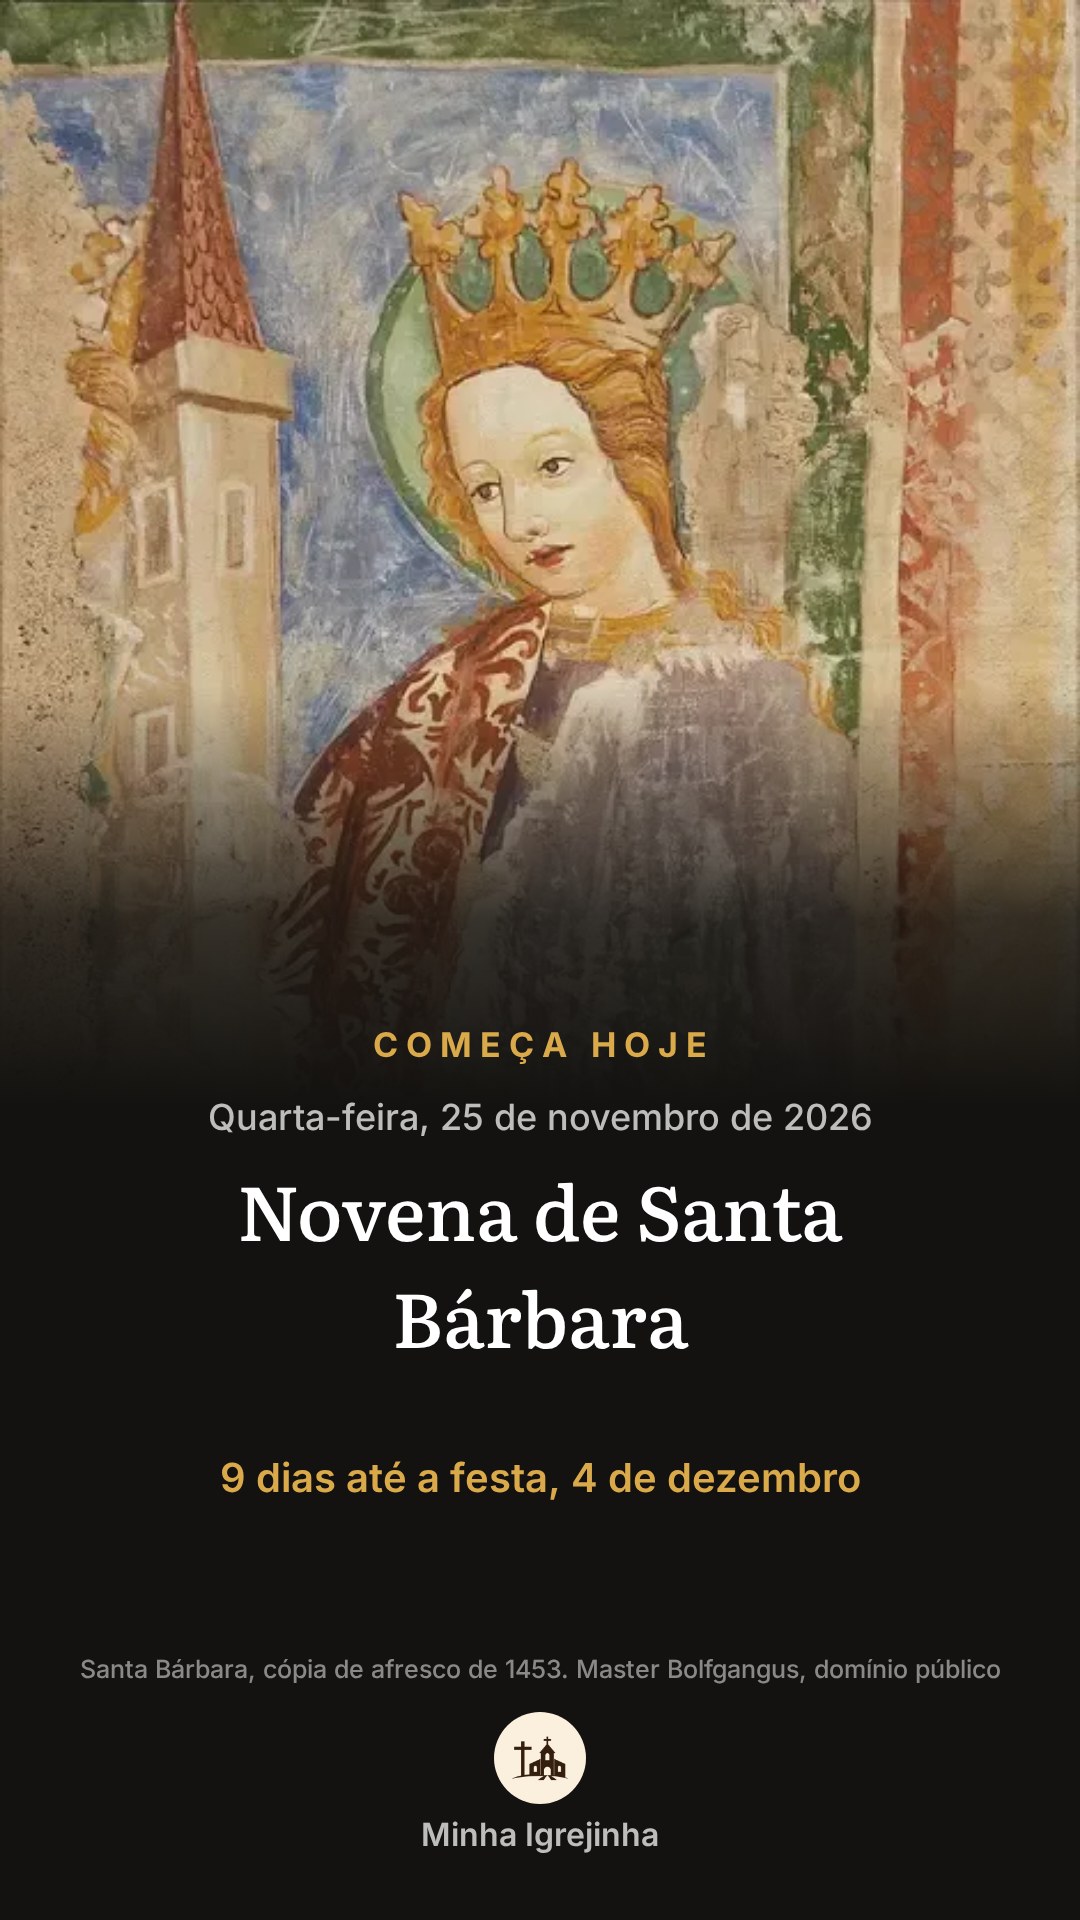 COMEÇA HOJE
Quarta-feira, 25 de novembro de 2026
Novena de Santa
Bárbara
9 dias até a festa, 4 de dezembro
Santa Bárbara, cópia de afresco de 1453. Master Bolfgangus, domínio público
Minha Igrejinha